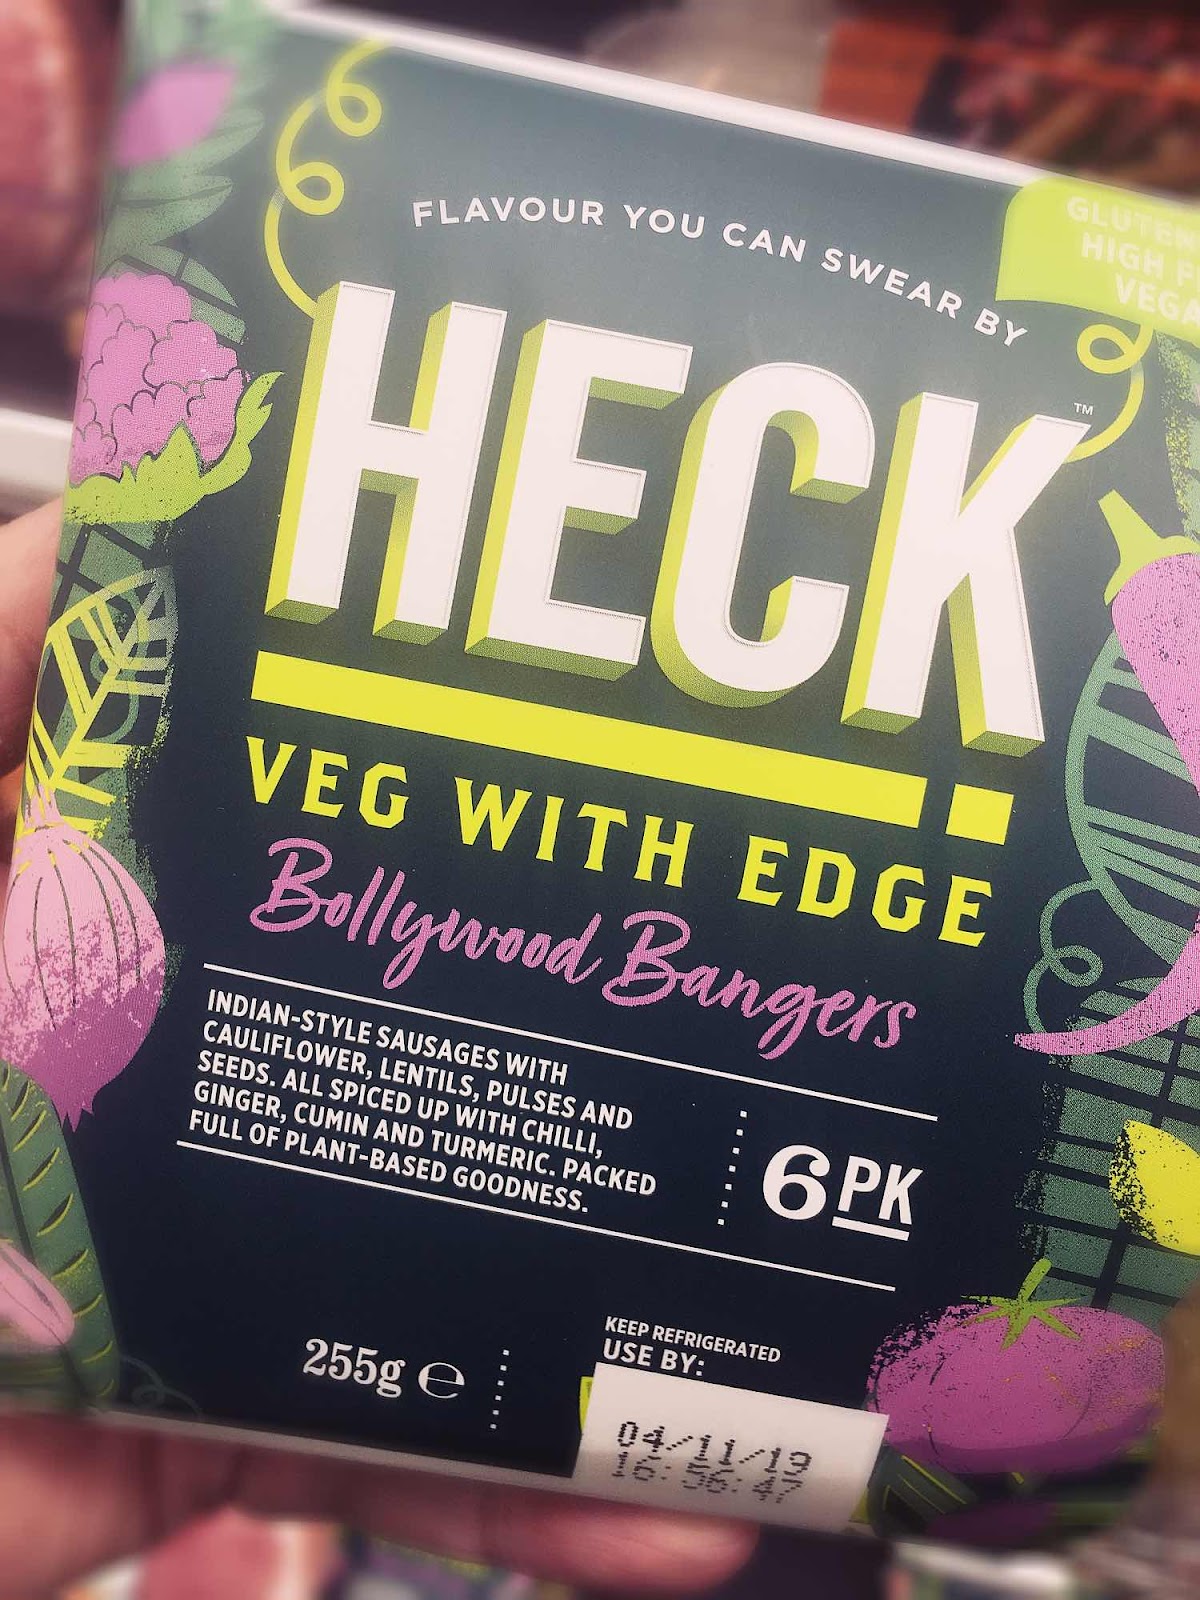 FLAVOUR YOU CAN SWEAR BY
HIGH
HECK™
VEG WITH EDGE
Bollywood Bangers
INDIAN-STYLE SAUSAGES WITH
CAULIFLOWER, LENTILS, PULSES AND
SEEDS. ALL SPICED UP WITH CHILLI,
GINGER, CUMIN AND TURMERIC. PACKED
FULL OF PLANT-BASED GOODNESS.
6PK
255g ℮
KEEP REFRIGERATED
USE BY:
04/11/19
16:56:47